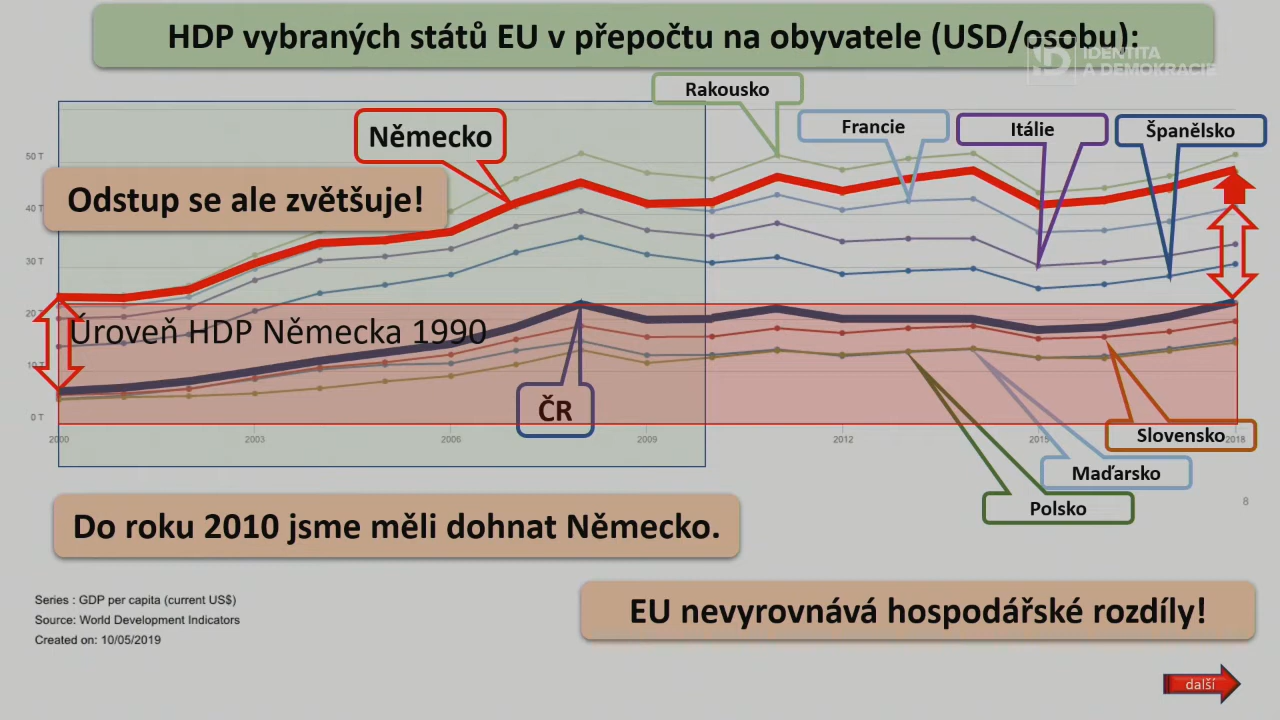 HDP vybraných států EU v přepočtu na obyvatele (USD/osobu):
IDENTITA
A DEMOKRACIE
Rakousko
Německo
Francie
Itálie
Španělsko
50 T
Odstup se ale zvětšuje!
40 T
30 T
20 T
Úroveň HDP Německa 1990
10 T
ČR
0 T
2000
2003
2006
2009
2012
2015
2018
Slovensko
Maďarsko
Polsko
8
Do roku 2010 jsme měli dohnat Německo.
Series : GDP per capita (current US$)
Source: World Development Indicators
Created on: 10/05/2019
EU nevyrovnává hospodářské rozdíly!
další